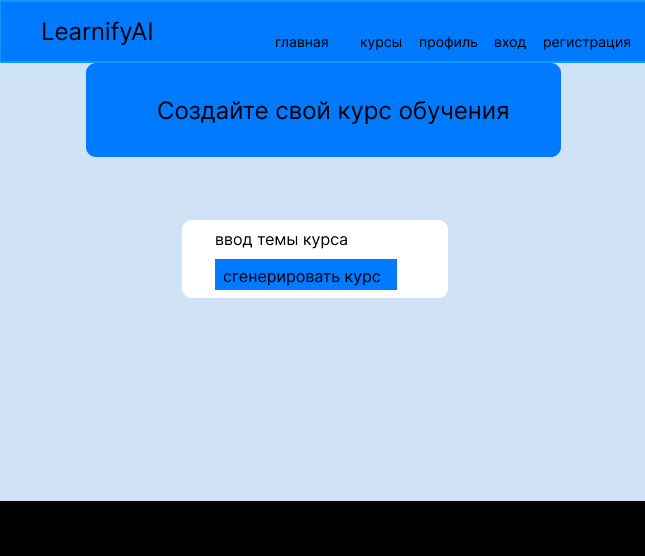 LearnifyAI
главная курсы профиль вход регистрация
Создайте свой курс обучения
ввод темы курса
сгенерировать курс